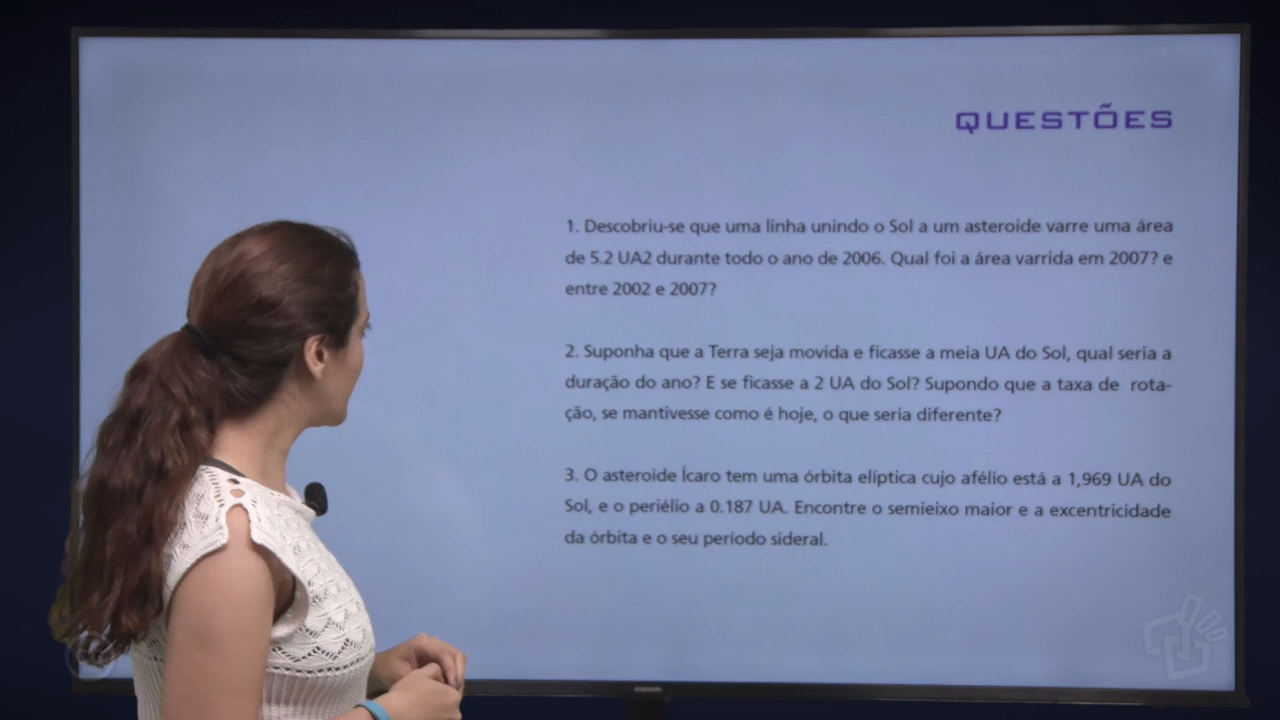 QUESTÕES
1. Descobriu-se que uma linha unindo o Sol a um asteroide varre uma área
de 5.2 UA2 durante todo o ano de 2006. Qual foi a área varrida em 2007? e
entre 2002 e 2007?
2. Suponha que a Terra seja movida e ficasse a meia UA do Sol, qual seria a
duração do ano? E se ficasse a 2 UA do Sol? Supondo que a taxa de rota-
ção, se mantivesse como é hoje, o que seria diferente?
3. O asteroide Ícaro tem uma órbita elíptica cujo afélio está a 1,969 UA do
Sol, e o periélio a 0.187 UA. Encontre o semieixo maior e a excentricidade
da órbita e o seu período sideral.